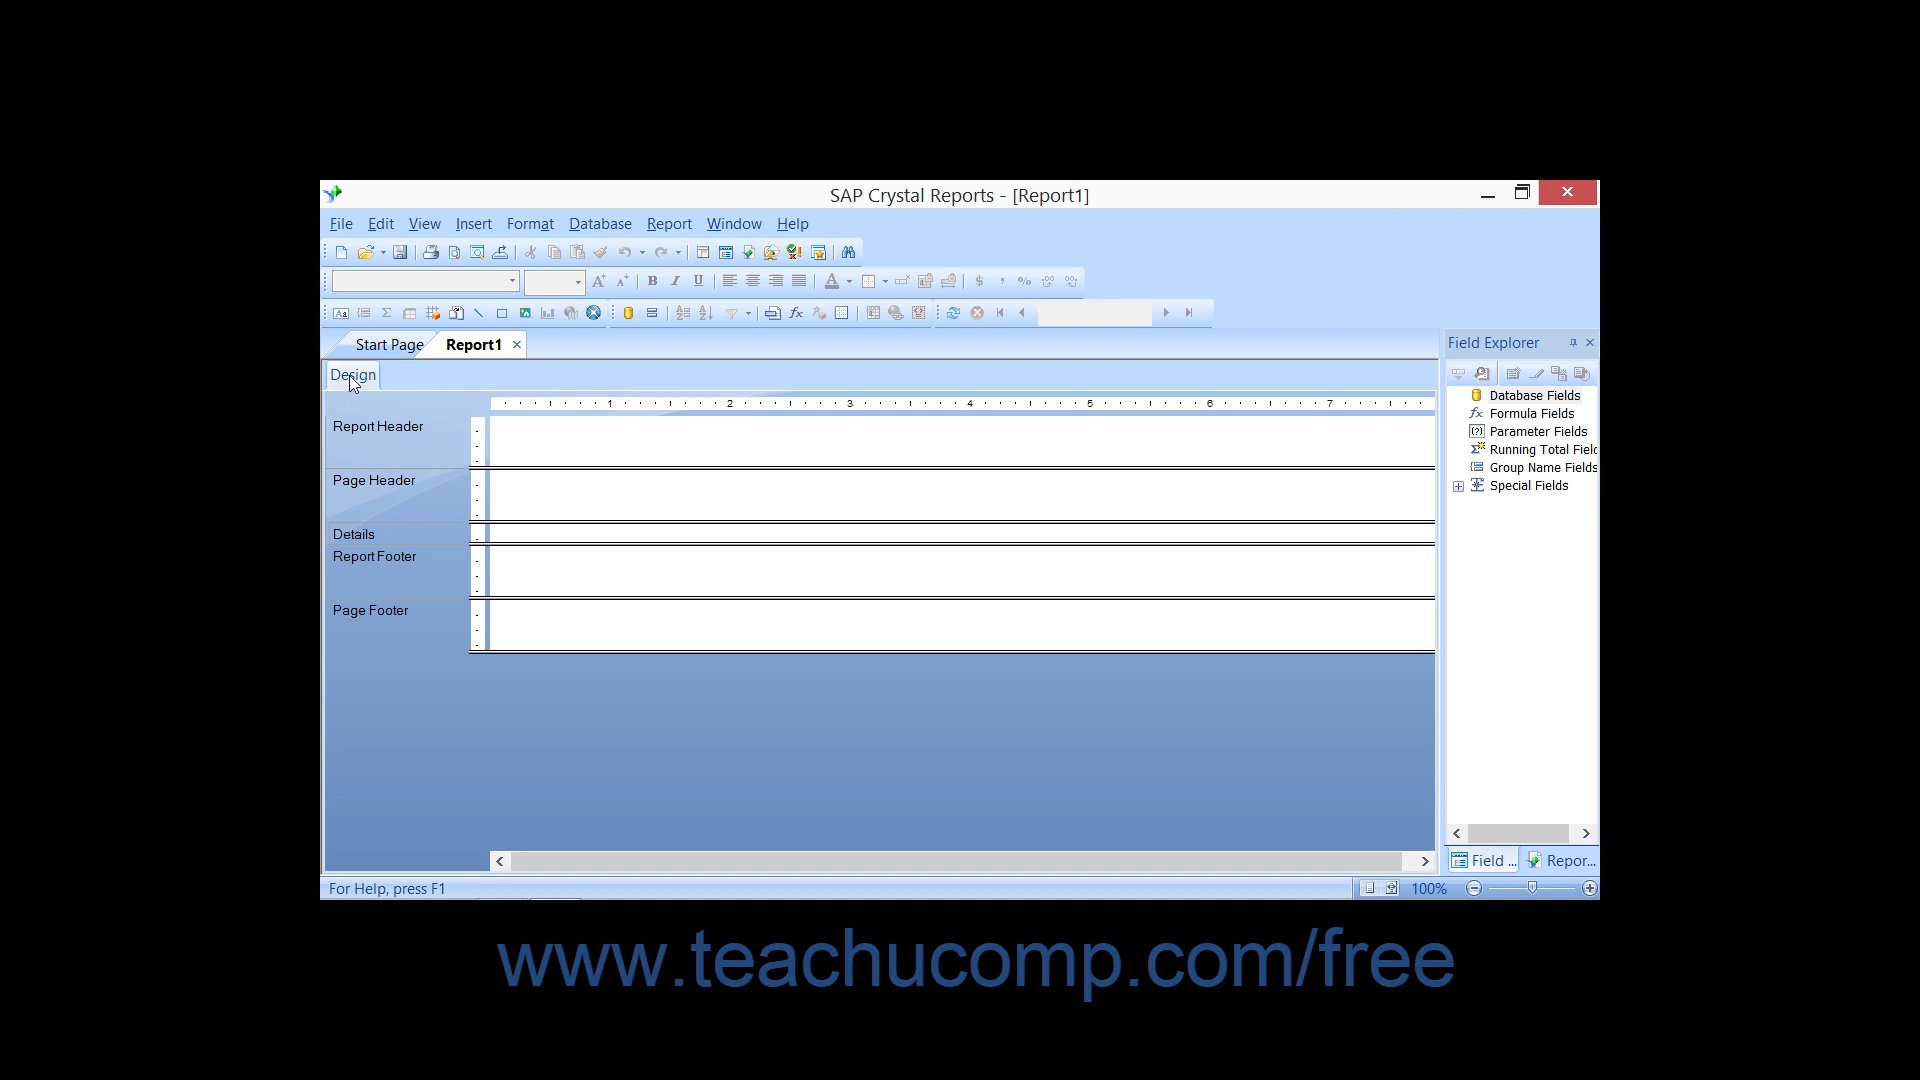 SAP Crystal Reports - [Report1]
File Edit View Insert Format Database Report Window Help
B I U A $ , %
Aa Σ fx
Start Page Report1
Field Explorer
Design
1 2 3 4 5 6 7
Database Fields
Formula Fields
Parameter Fields
Running Total Fiel
Group Name Fields
Special Fields
Report Header
Page Header
Details
Report Footer
Page Footer
Field ... Repor...
For Help, press F1
100%
www.teachucomp.com/free